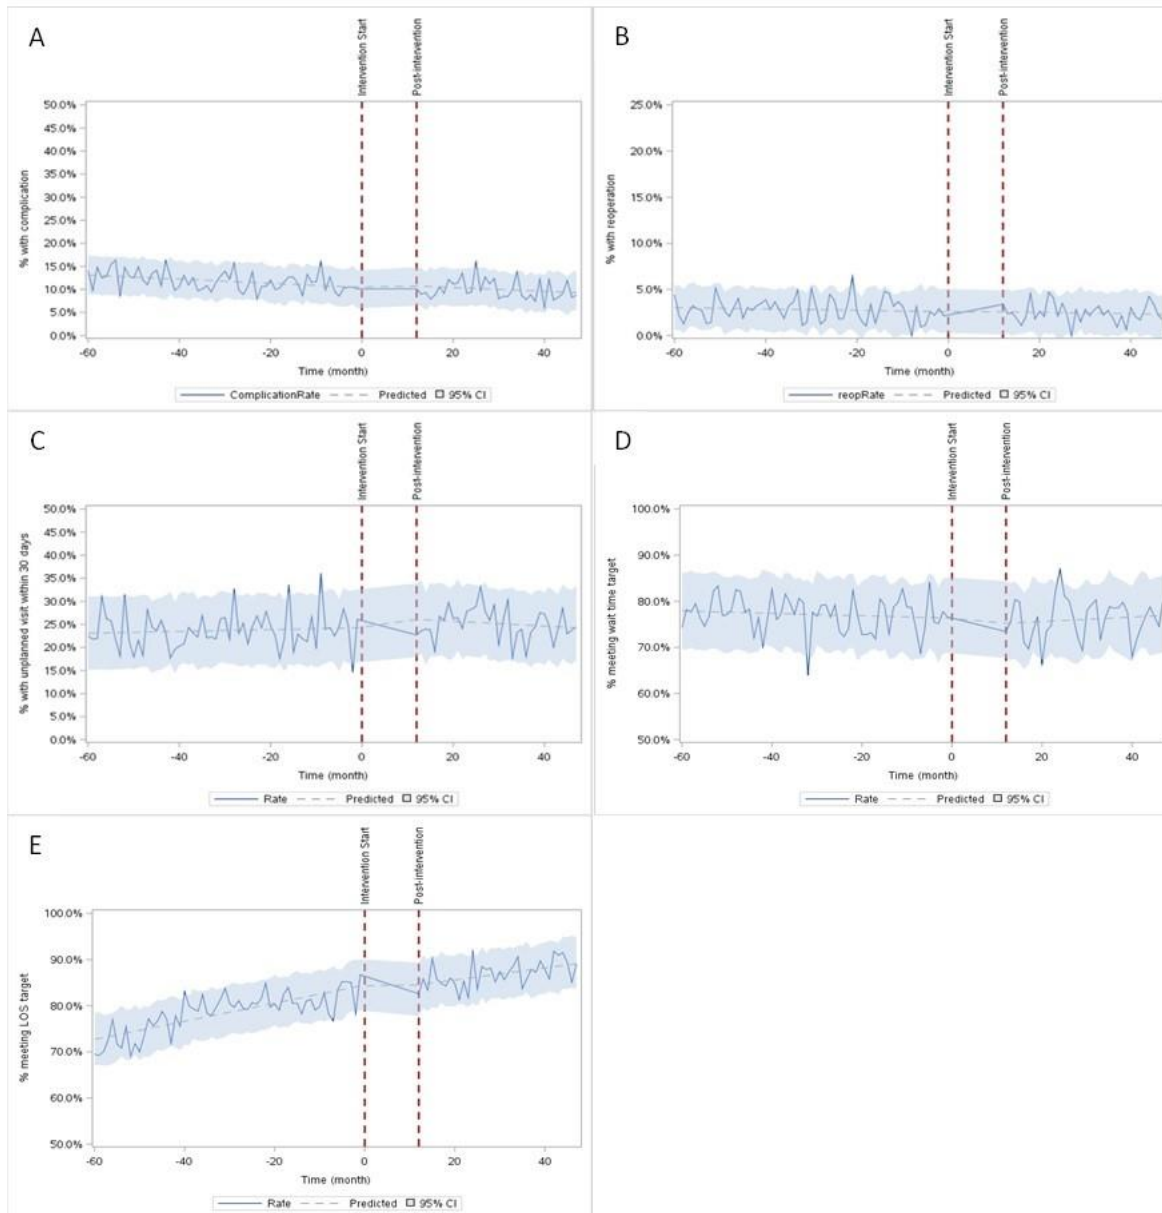 A
Intervention Start
Post-intervention
50.0%
45.0%
40.0%
35.0%
30.0%
25.0%
20.0%
15.0%
10.0%
5.0%
0.0%
% with complication
-60
-40
-20
0
20
40
Time (month)
ComplicationRate Predicted 95% CI
B
Intervention Start
Post-intervention
25.0%
20.0%
15.0%
10.0%
5.0%
0.0%
% with reoperation
-60
-40
-20
0
20
40
Time (month)
reopRate Predicted 95% CI
C
Intervention Start
Post-intervention
50.0%
45.0%
40.0%
35.0%
30.0%
25.0%
20.0%
15.0%
10.0%
5.0%
0.0%
% with unplanned visit within 30 days
-60
-40
-20
0
20
40
Time (month)
Rate Predicted 95% CI
D
Intervention Start
Post-intervention
100.0%
90.0%
80.0%
70.0%
60.0%
50.0%
% meeting wait time target
-60
-40
-20
0
20
40
Time (month)
Rate Predicted 95% CI
E
Intervention Start
Post-intervention
100.0%
90.0%
80.0%
70.0%
60.0%
50.0%
% meeting LOS target
-60
-40
-20
0
20
40
Time (month)
Rate Predicted 95% CI